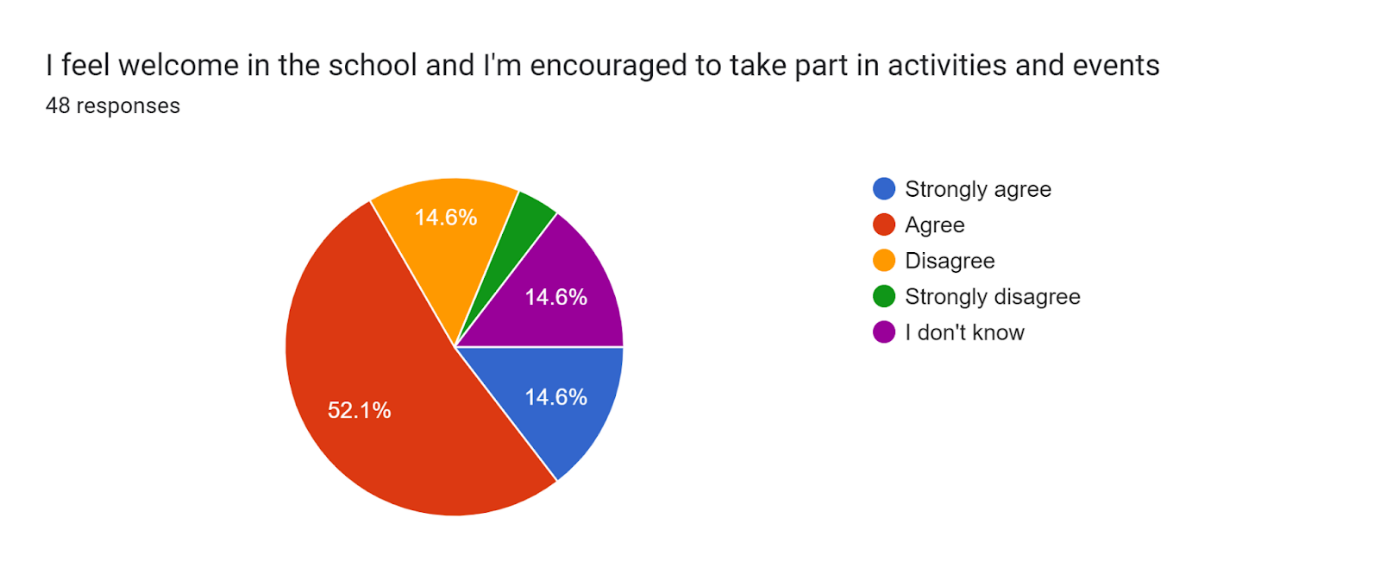 I feel welcome in the school and I'm encouraged to take part in activities and events
48 responses
14.6%
14.6%
52.1%
14.6%
Strongly agree
Agree
Disagree
Strongly disagree
I don't know